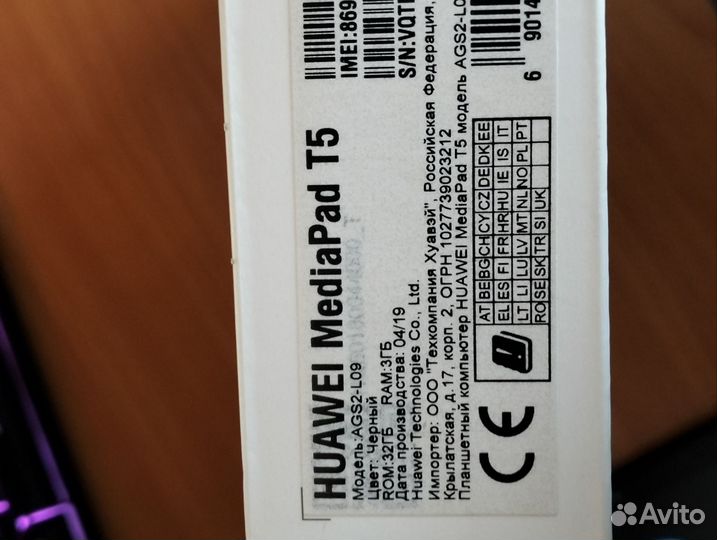 HUAWEI MediaPad T5
Модель:AGS2-L09
Цвет: Черный
ROM:32ГБ RAM:3ГБ
Дата производства: 04/19
Huawei Technologies Co., Ltd.
Импортер: ООО "Техкомпания Хуавэй", Российская Федерация,
Крылатская, д.17, корп. 2, ОГРН 1027739023212
Планшетный компьютер HUAWEI MediaPad T5 модель AGS2-L0
IMEI:869
S/N:VQT
6 9014
CE
AT BE BG CH CY CZ DE DK EE
EL ES FI FR HR HU IE IS IT
LT LI LU LV MT NL NO PL PT
RO SE SK TR SI UK
Avito